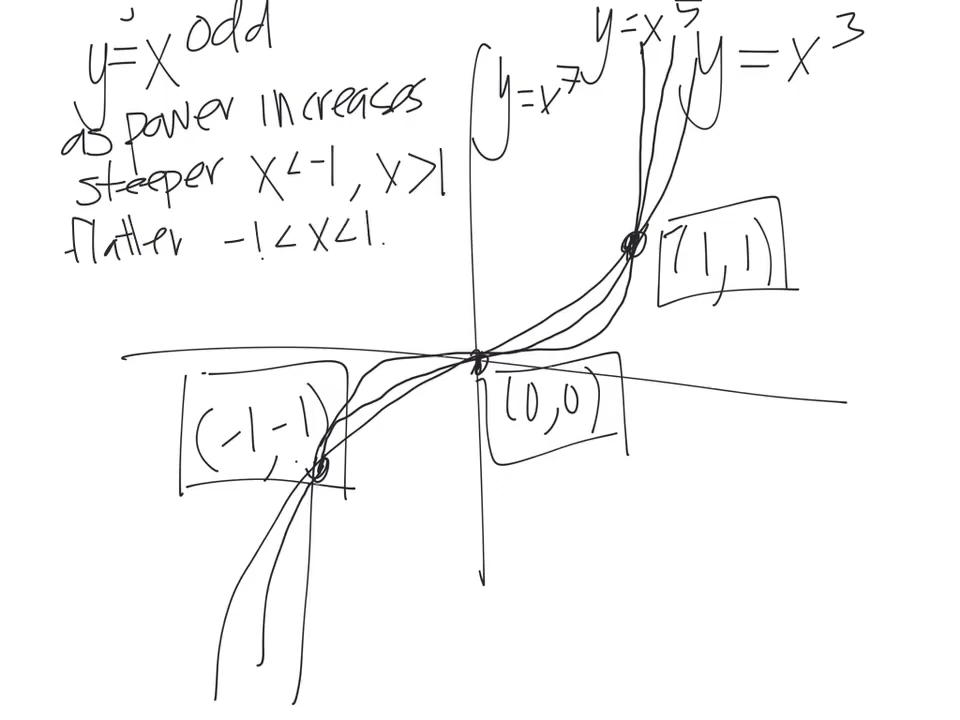 y=x^odd
as power increases
steeper x<-1, x>1
flatter -1<x<1.
y=x^7
y=x^5
y=x^3
(1,1)
(0,0)
(-1,-1)